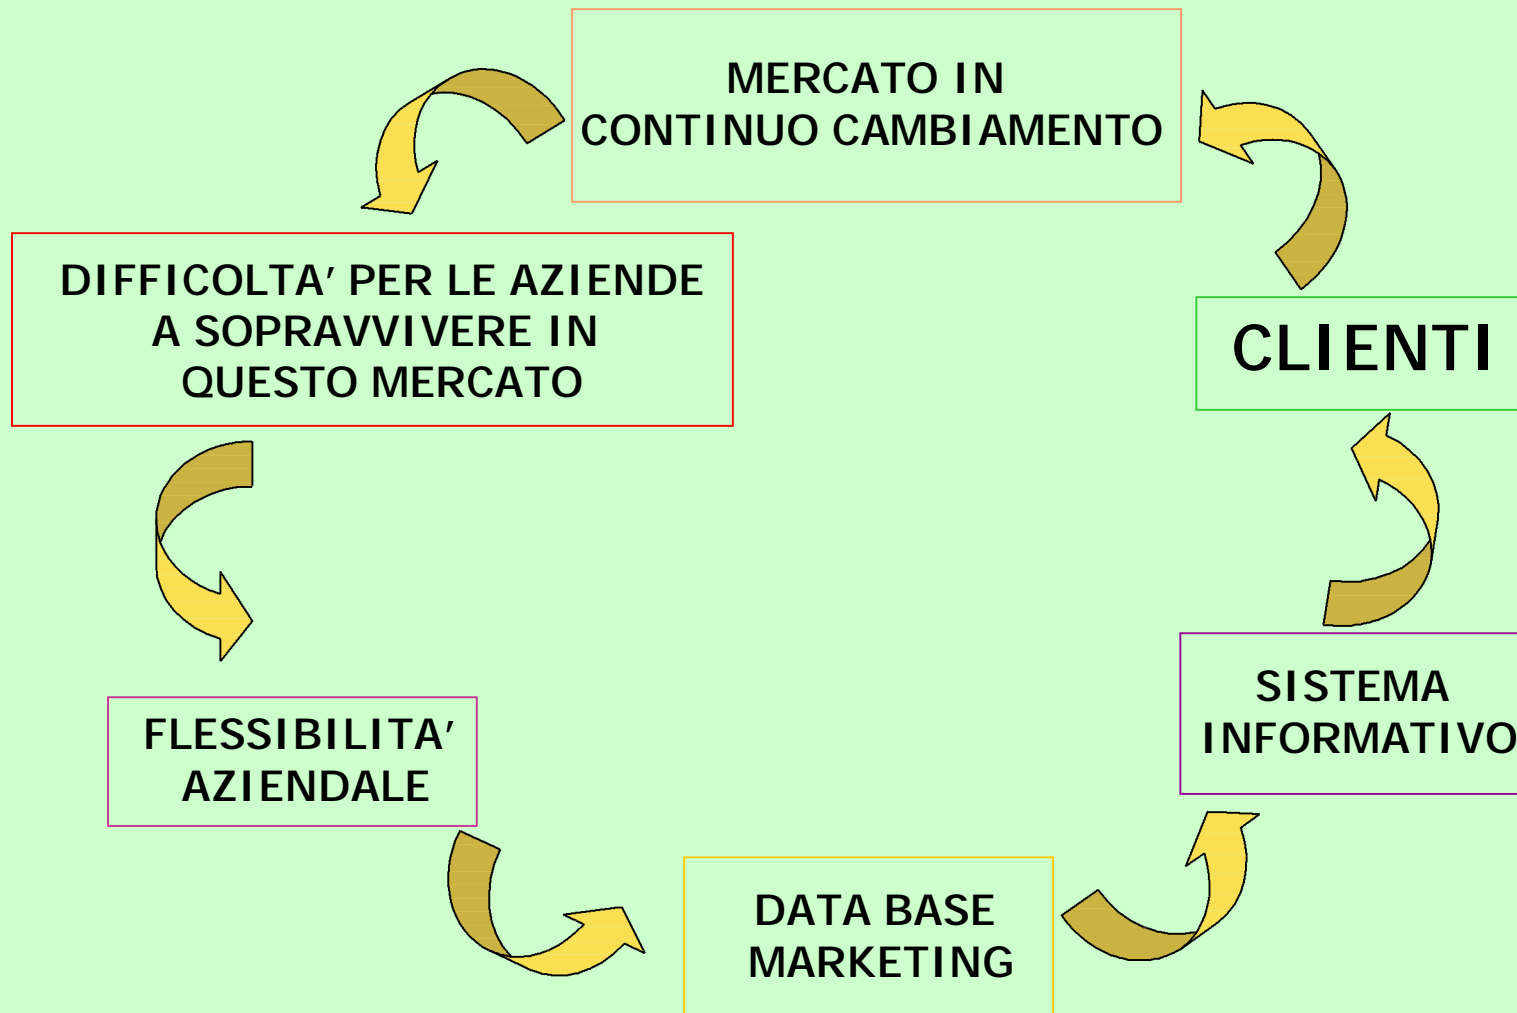 MERCATO IN
CONTINUO CAMBIAMENTO
DIFFICOLTA’ PER LE AZIENDE
A SOPRAVVIVERE IN
QUESTO MERCATO
CLIENTI
FLESSIBILITA’
AZIENDALE
SISTEMA
INFORMATIVO
DATA BASE
MARKETING